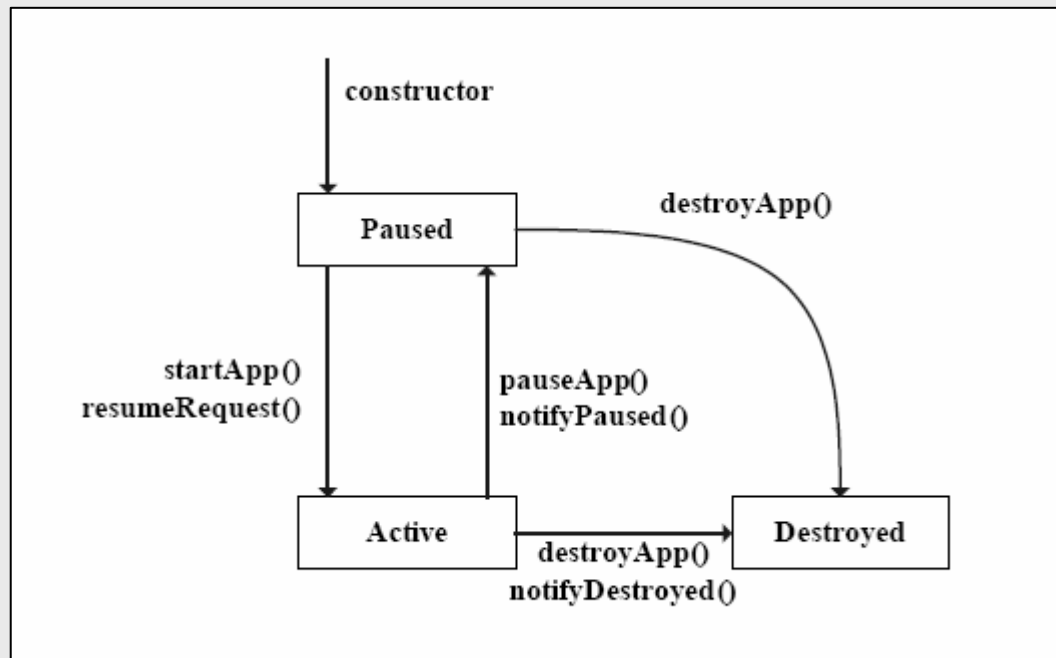 constructor
Paused
destroyApp()
startApp()
resumeRequest()
pauseApp()
notifyPaused()
Active
destroyApp()
notifyDestroyed()
Destroyed